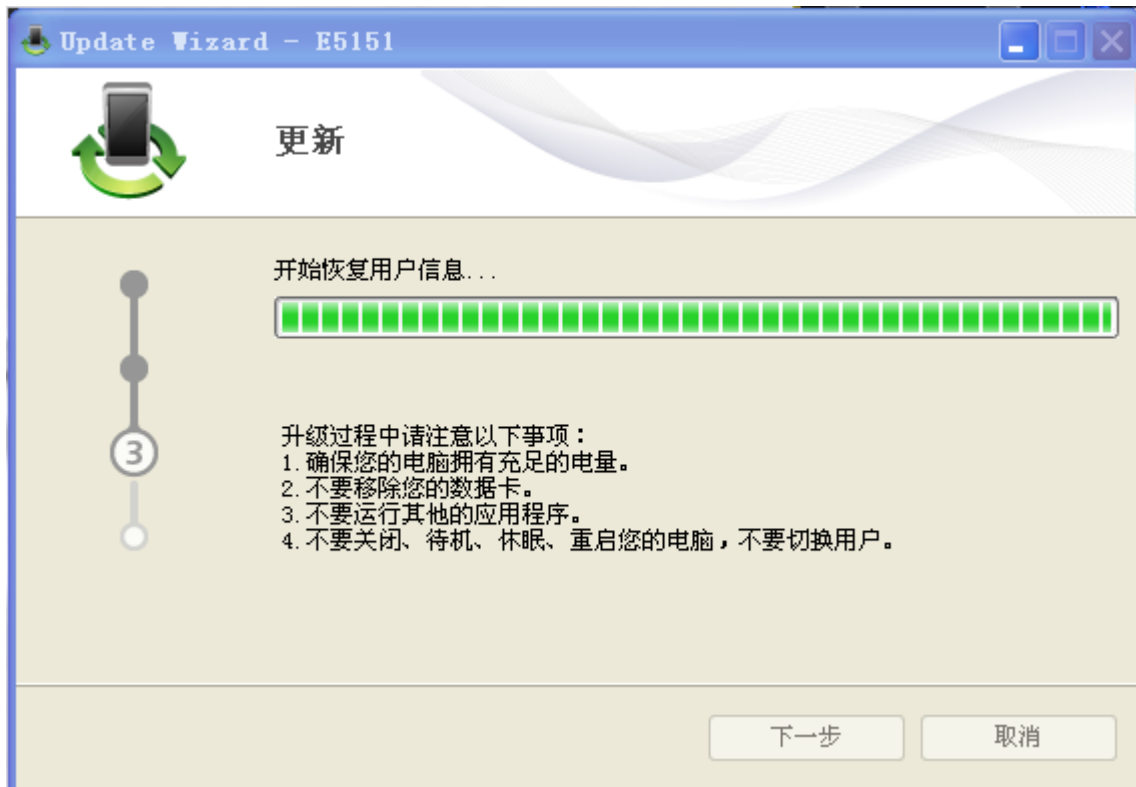 Update Wizard - E5151
更新
开始恢复用户信息...
3
升级过程中请注意以下事项：
1.确保您的电脑拥有充足的电量。
2.不要移除您的数据卡。
3.不要运行其他的应用程序。
4.不要关闭、待机、休眠、重启您的电脑，不要切换用户。
下一步
取消